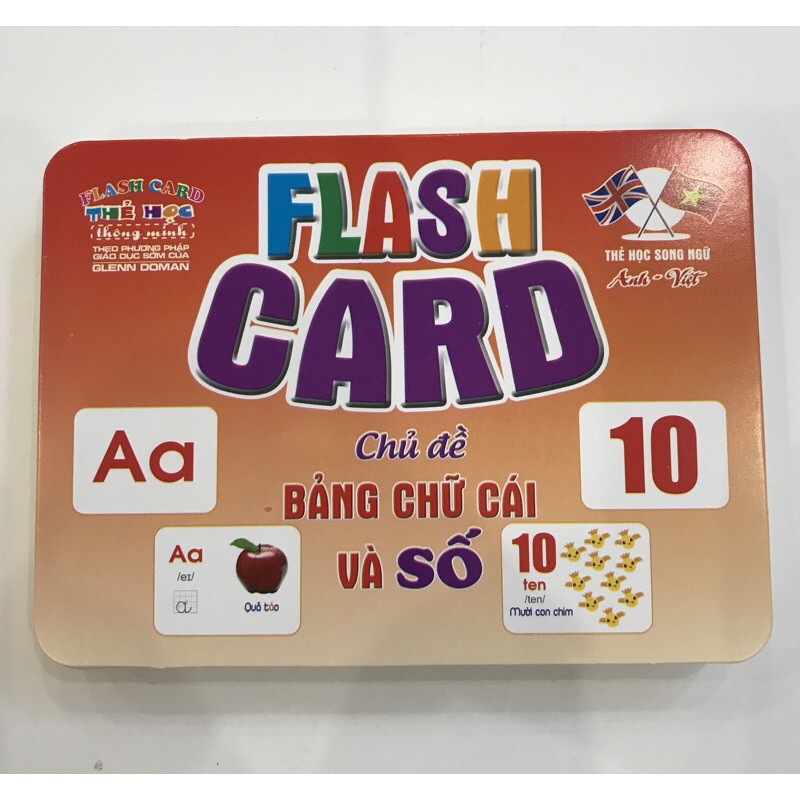 FLASH CARD
THẺ HỌC
thông minh
THEO PHƯƠNG PHÁP
GIÁO DỤC SỚM CỦA
GLENN DOMAN
FLASH
CARD
THẺ HỌC SONG NGỮ
Anh - Việt
Chủ đề
BẢNG CHỮ CÁI
VÀ SỐ
Aa
10
Aa
/eɪ/
a
Quả táo
10
ten
/ten/
Mười con chim